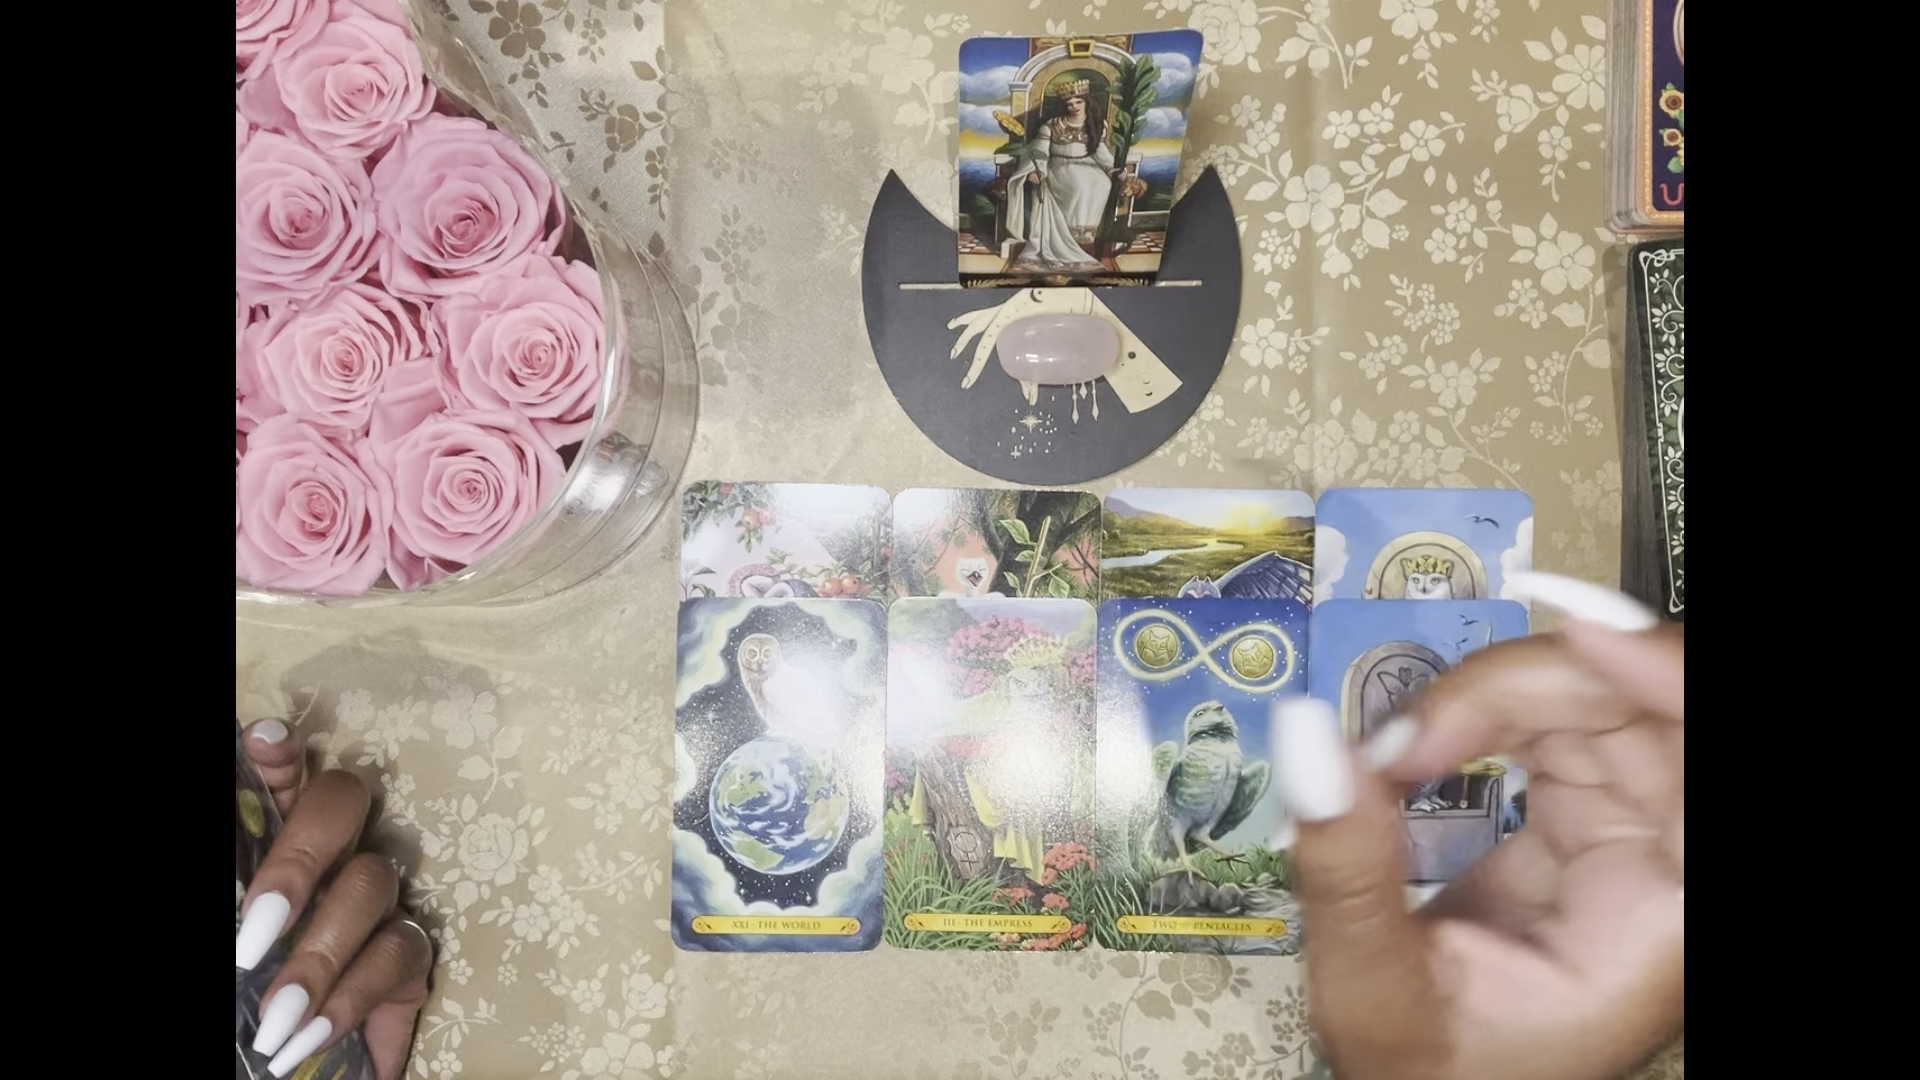 XXI - THE WORLD
III - THE EMPRESS
TWO OF PENTACLES